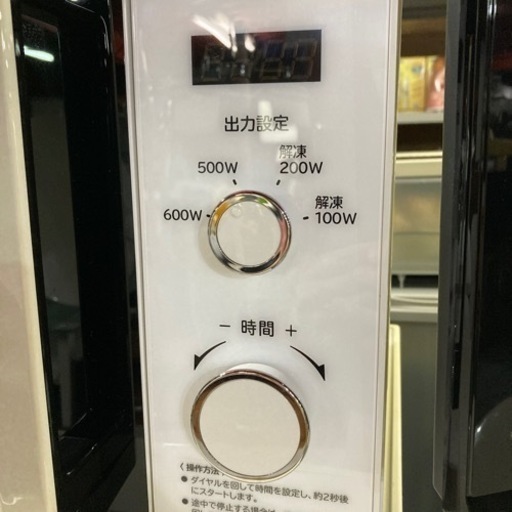 出力設定
解凍
500W
200W
解凍
600W
100W
− 時間 +
〈操作方法
● ダイヤルを回して時間を設定し、約2秒後
にスタートします。
● 途中で停止する場合は